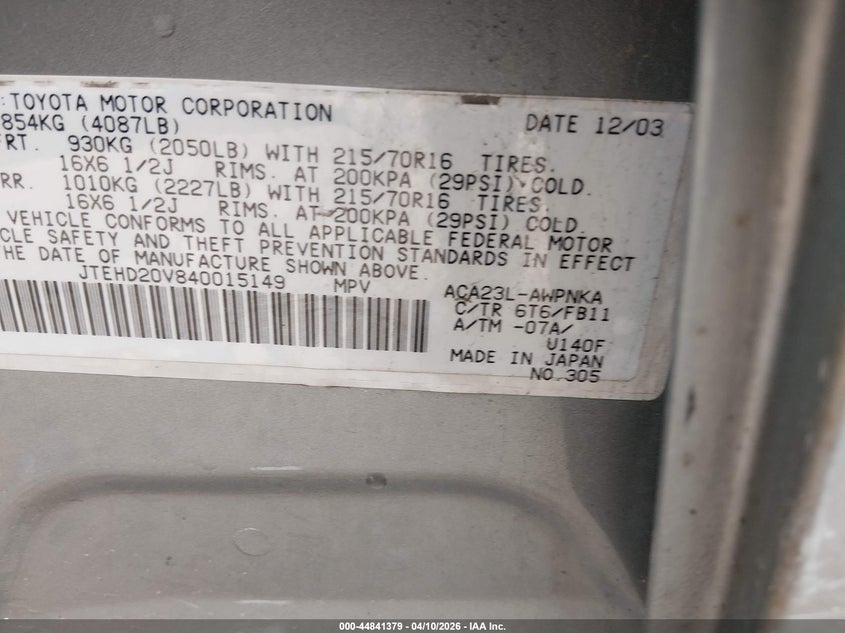 :TOYOTA MOTOR CORPORATION DATE 12/03
854KG (4087LB)
FRT. 930KG (2050LB) WITH 215/70R16 TIRES.
16X6 1/2J RIMS. AT 200KPA (29PSI) COLD.
RR. 1010KG (2227LB) WITH 215/70R16 TIRES.
16X6 1/2J RIMS. AT 200KPA (29PSI) COLD.
VEHICLE CONFORMS TO ALL APPLICABLE FEDERAL MOTOR
CLE SAFETY AND THEFT PREVENTION STANDARDS IN EFFECT
THE DATE OF MANUFACTURE SHOWN ABOVE.
JTEHD20V840015149 MPV ACA23L-AWPNKA
C/TR 6T6/FB11
A/TM -07A/
U140F
MADE IN JAPAN
NO.305
000-44841379 - 04/10/2026 - IAA Inc.